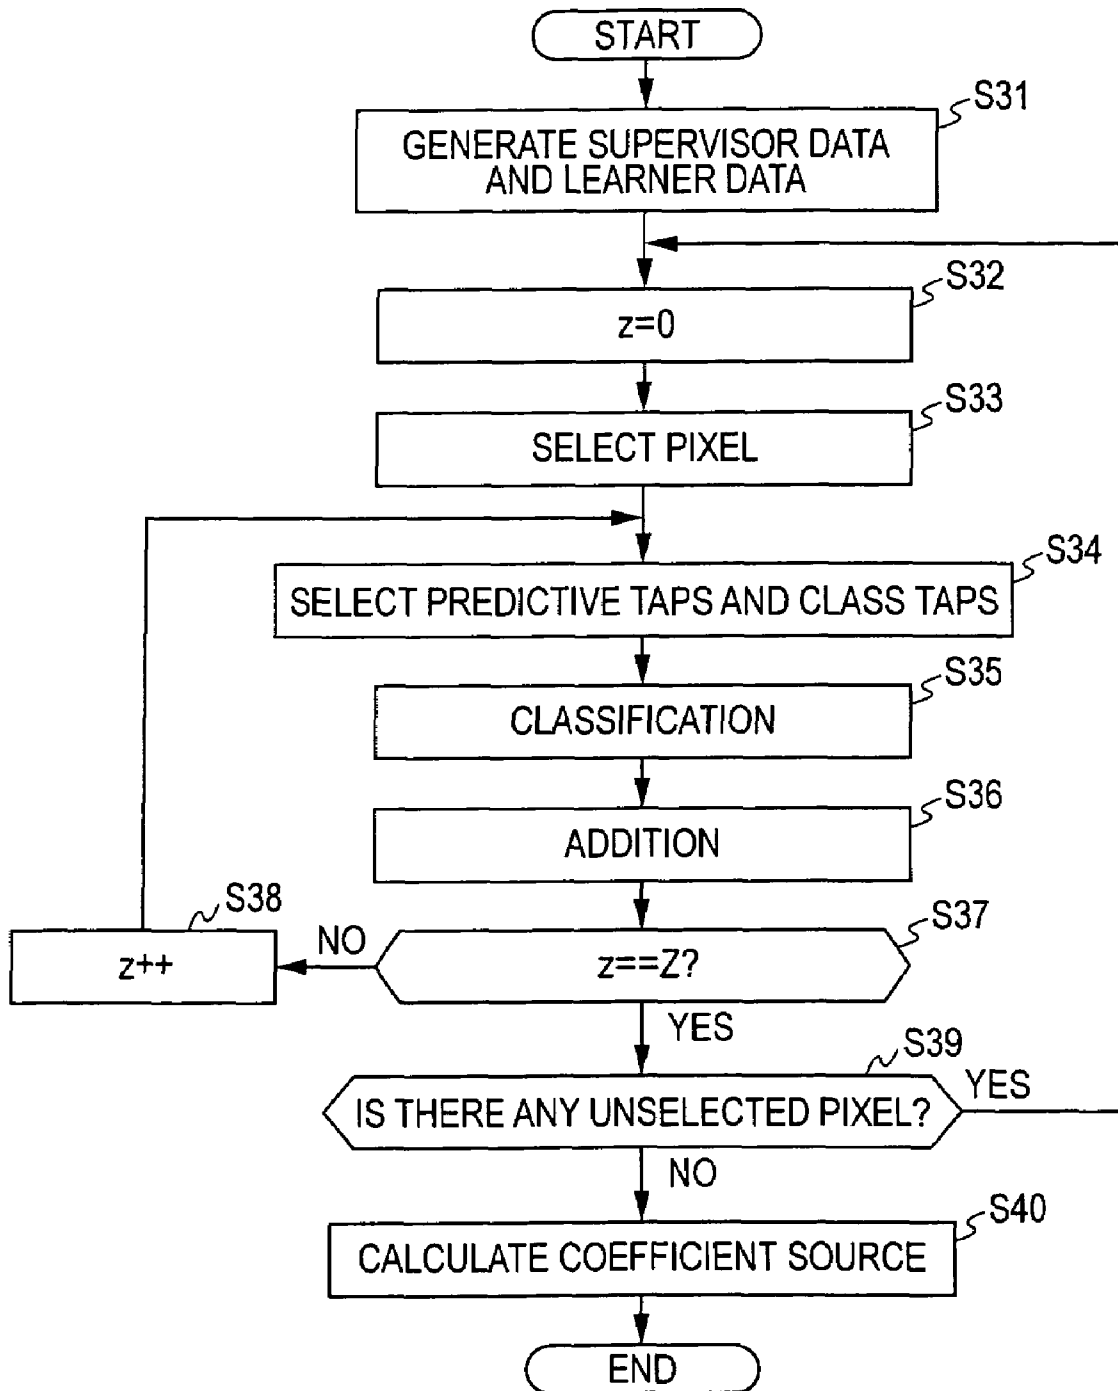 START
S31
GENERATE SUPERVISOR DATA
AND LEARNER DATA
S32
z=0
S33
SELECT PIXEL
S34
SELECT PREDICTIVE TAPS AND CLASS TAPS
S35
CLASSIFICATION
S36
ADDITION
S38
z++
NO
S37
z==Z?
YES
S39
IS THERE ANY UNSELECTED PIXEL?
YES
NO
S40
CALCULATE COEFFICIENT SOURCE
END